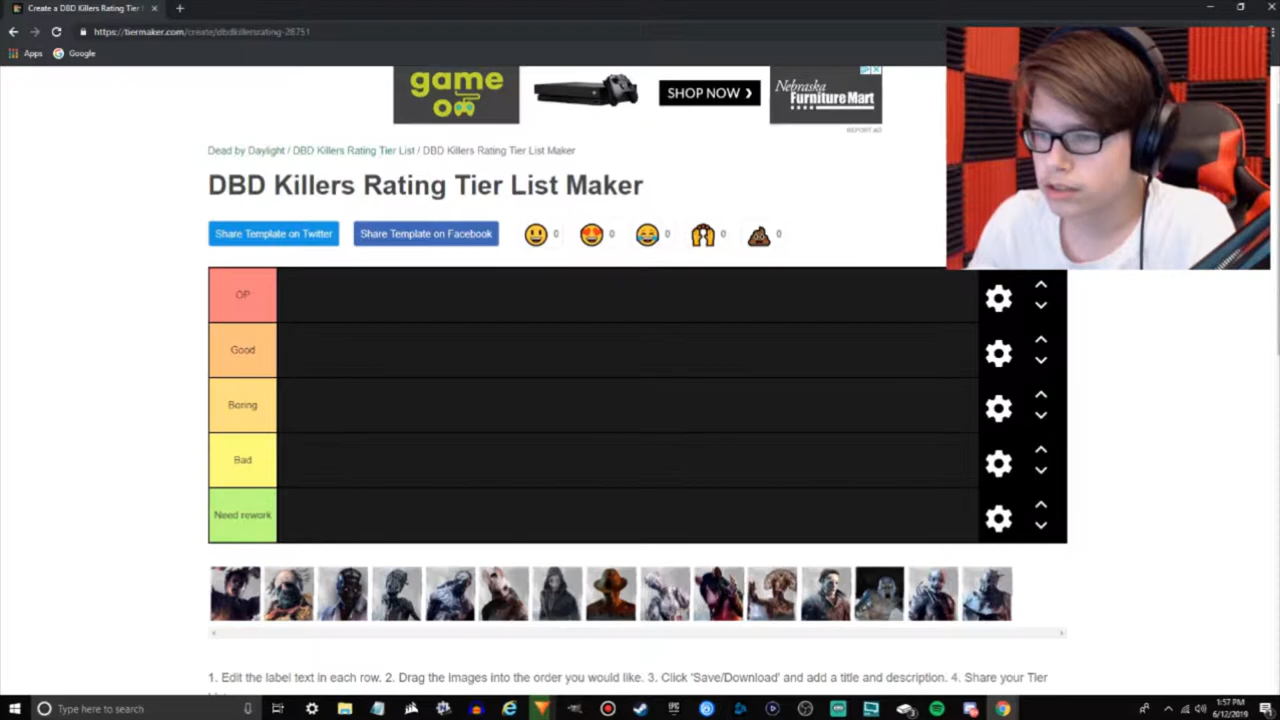 Create a DBD Killers Rating Tier
https://tiermaker.com/create/dbdkillersrating-28751
Apps
Google
game
on
SHOP NOW
Nebraska
Furniture Mart
REPORT AD
Dead by Daylight / DBD Killers Rating Tier List / DBD Killers Rating Tier List Maker
DBD Killers Rating Tier List Maker
Share Template on Twitter
Share Template on Facebook
0
0
0
0
0
OP
Good
Boring
Bad
Need rework
1. Edit the label text in each row. 2. Drag the images into the order you would like. 3. Click 'Save/Download' and add a title and description. 4. Share your Tier
Type here to search
1:57 PM
6/12/2019